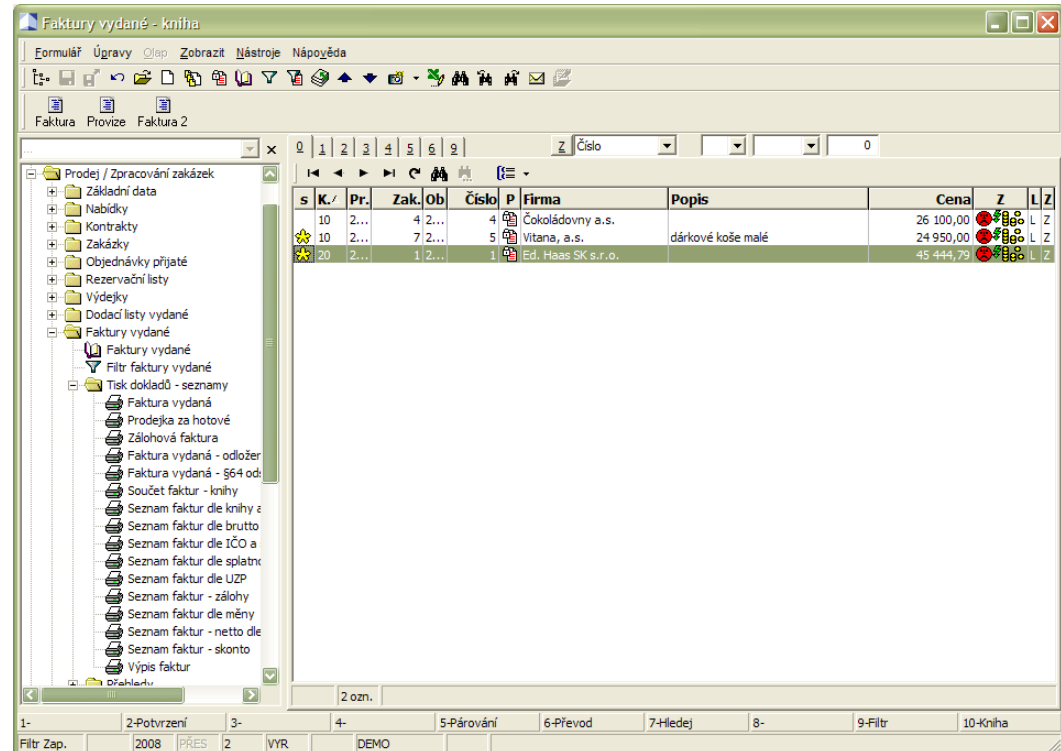 Faktury vydané - kniha
Formulář Úpravy Olap Zobrazit Nástroje Nápověda
Faktura Provize Faktura 2
...
0 1 2 3 4 5 6 9 Z Číslo 0
Prodej / Zpracování zakázek
Základní data
Nabídky
Kontrakty
Zakázky
Objednávky přijaté
Rezervační listy
Výdejky
Dodací listy vydané
Faktury vydané
Faktury vydané
Filtr faktury vydané
Tisk dokladů - seznamy
Faktura vydaná
Prodejka za hotové
Zálohová faktura
Faktura vydaná - odložer
Faktura vydaná - §64 ods
Součet faktur - knihy
Seznam faktur dle knihy a
Seznam faktur dle brutto
Seznam faktur dle IČO a
Seznam faktur dle splatno
Seznam faktur dle UZP
Seznam faktur - zálohy
Seznam faktur dle měny
Seznam faktur - netto dle
Seznam faktur - skonto
Výpis faktur
Přehledy
s K. Pr. Zak. Ob Číslo P Firma Popis Cena Z L Z
10 2... 4 2... 4 Čokoládovny a.s. 26 100,00 L Z
10 2... 7 2... 5 Vitana, a.s. dárkové koše malé 24 950,00 L Z
20 2... 1 2... 1 Ed. Haas SK s.r.o. 45 444,79 L Z
2 ozn.
1- 2-Potvrzení 3- 4- 5-Párování 6-Převod 7-Hledej 8- 9-Filtr 10-Kniha
Filtr Zap. 2008 PŘES 2 VYR DEMO